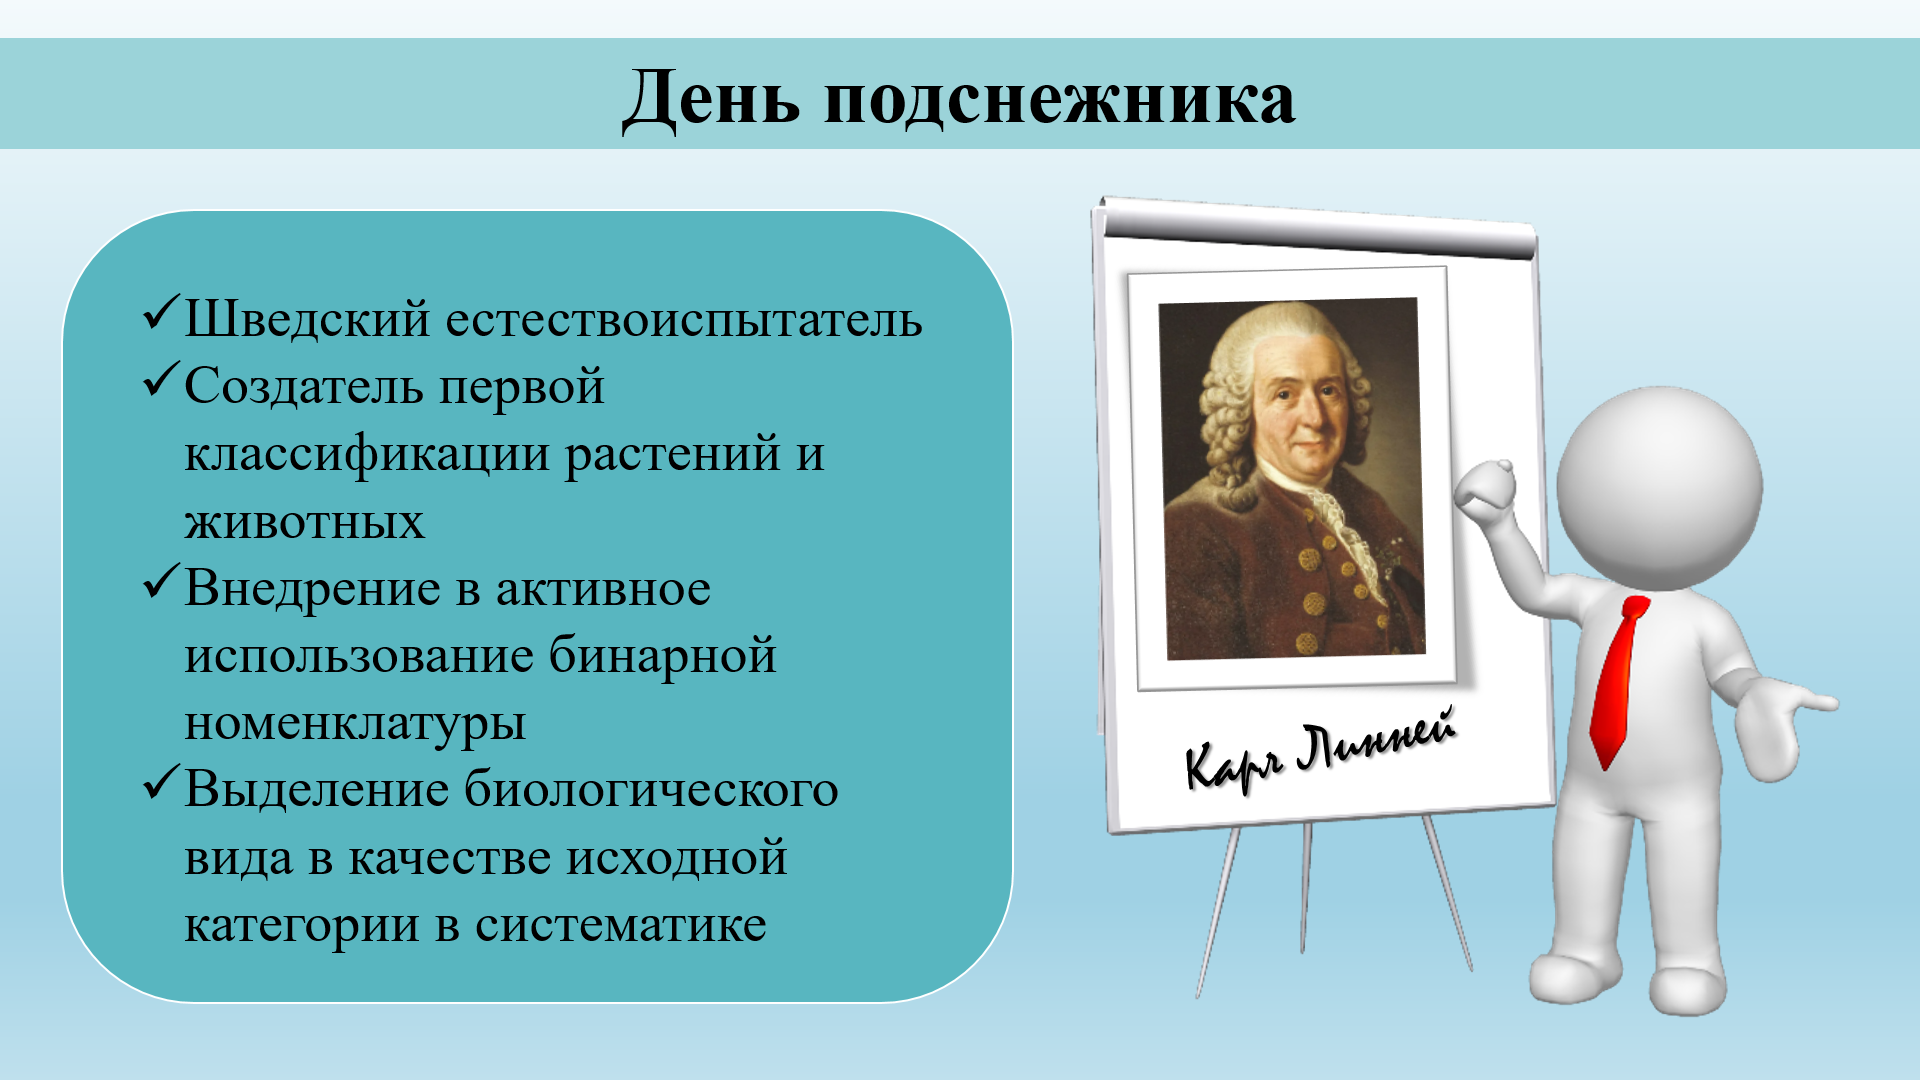 День подснежника
✓Шведский естествоиспытатель
✓Создатель первой
классификации растений и
животных
✓Внедрение в активное
использование бинарной
номенклатуры
✓Выделение биологического
вида в качестве исходной
категории в систематике
Карл Линней